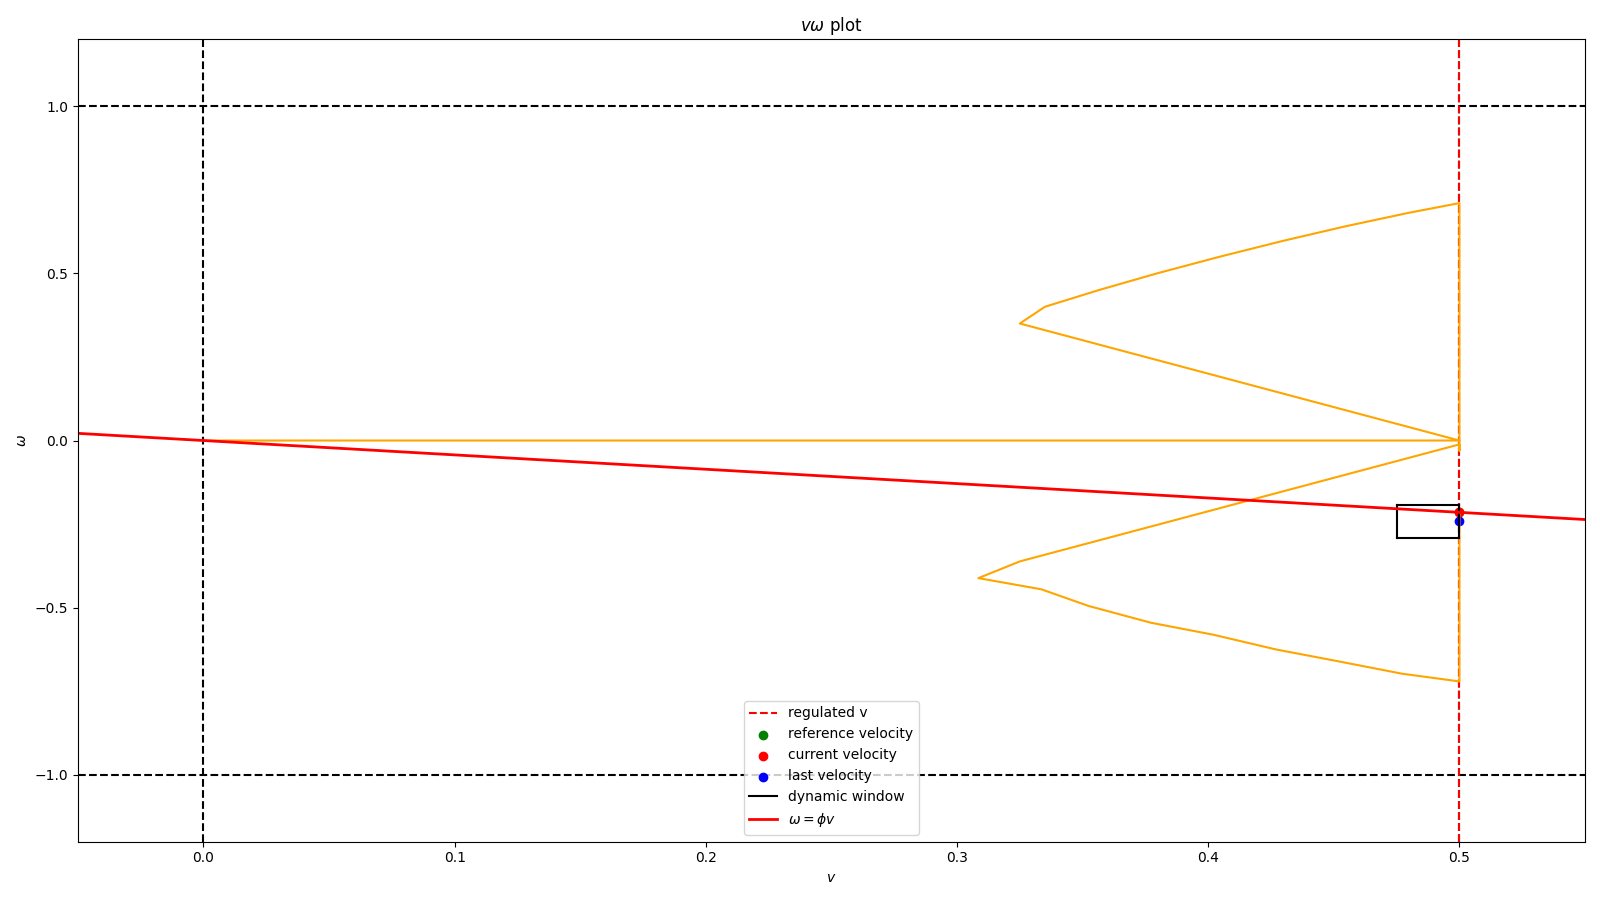 vω plot
1.0
0.5
0.0
−0.5
−1.0
ω
0.0 0.1 0.2 0.3 0.4 0.5
v
regulated v
reference velocity
current velocity
last velocity
dynamic window
ω = ϕv